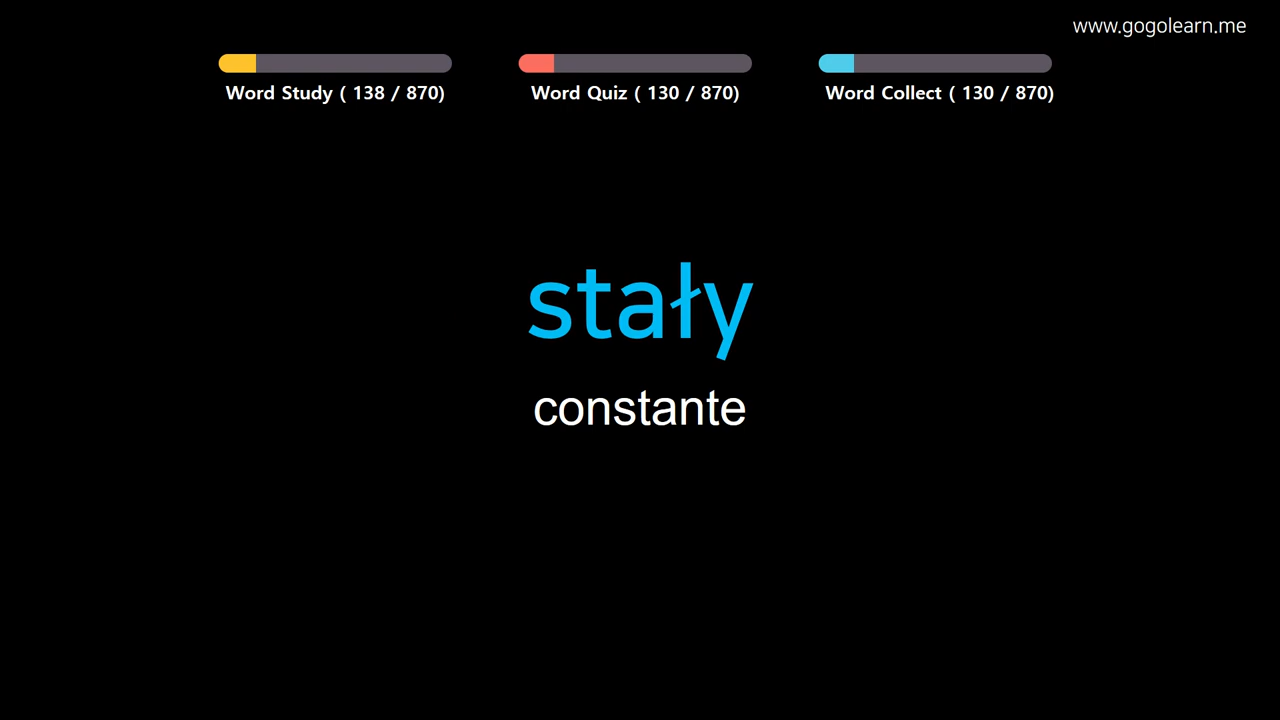 www.gogolearn.me
Word Study ( 138 / 870)
Word Quiz ( 130 / 870)
Word Collect ( 130 / 870)
stały
constante